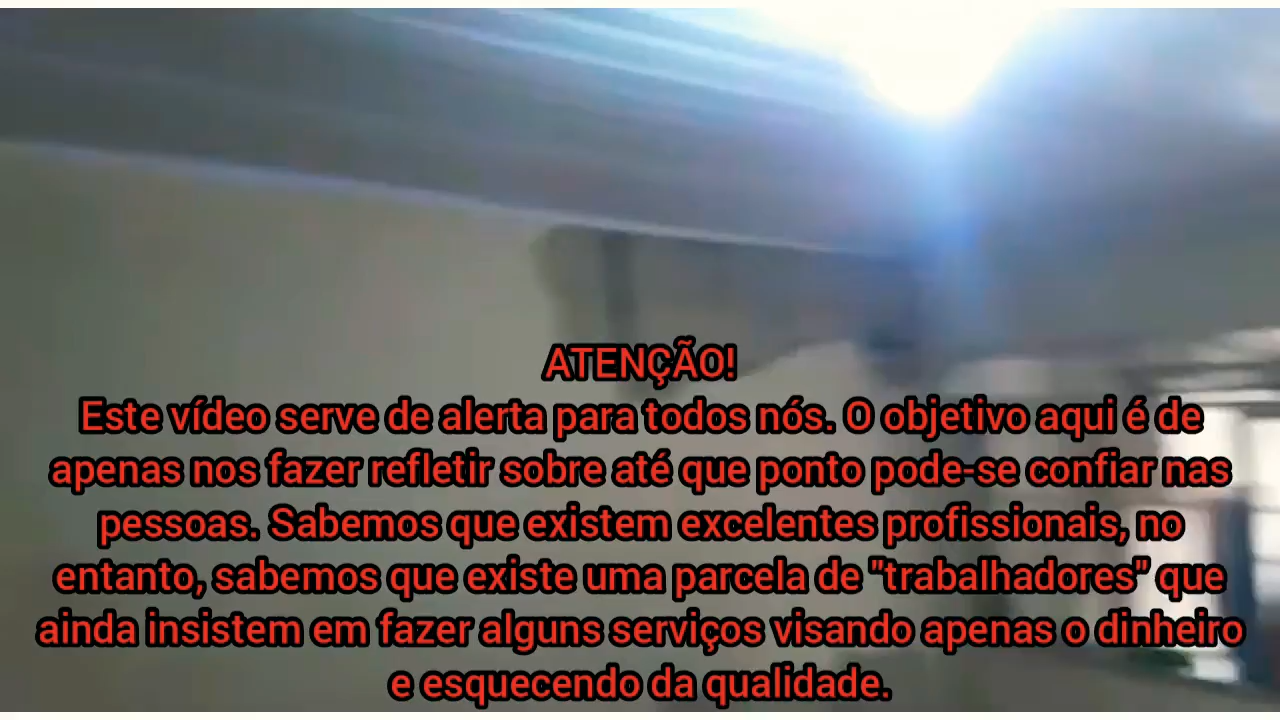 ATENÇÃO!
Este vídeo serve de alerta para todos nós. O objetivo aqui é de
apenas nos fazer refletir sobre até que ponto pode-se confiar nas
pessoas. Sabemos que existem excelentes profissionais, no
entanto, sabemos que existe uma parcela de "trabalhadores" que
ainda insistem em fazer alguns serviços visando apenas o dinheiro
e esquecendo da qualidade.